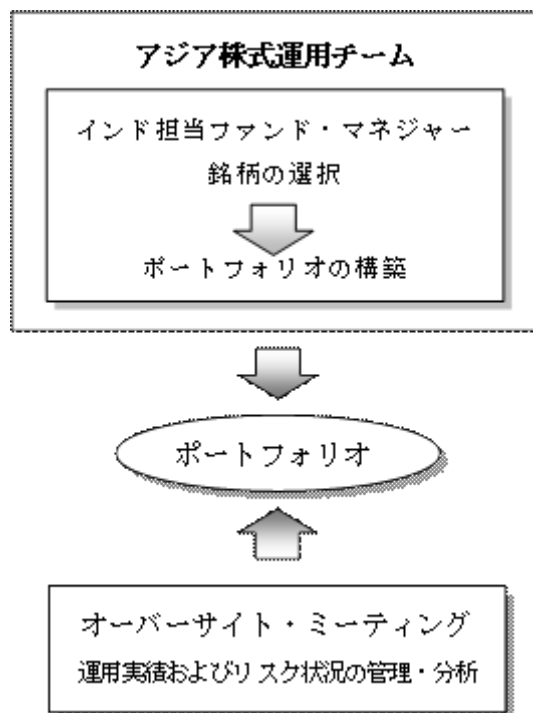 アジア株式運用チーム
インド担当ファンド・マネジャー
銘柄の選択
ポートフォリオの構築
ポートフォリオ
オーバーサイト・ミーティング
運用実績およびリスク状況の管理・分析